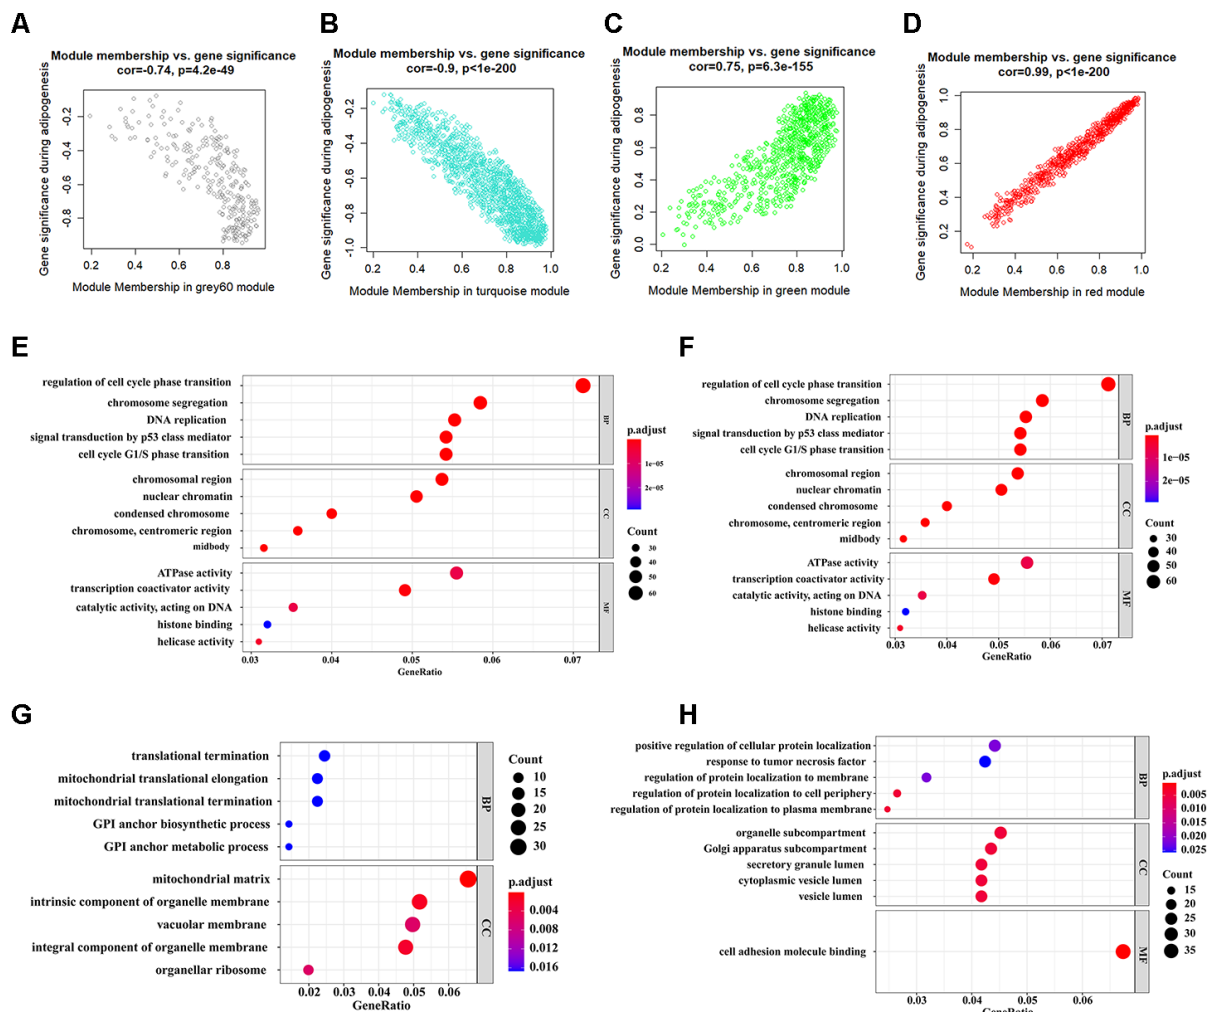 A
B
C
D
Module membership vs. gene significance
cor=-0.74, p=4.2e-49
Gene significance during adipogenesis
-0.2
-0.4
-0.6
-0.8
0.2
0.4
0.6
0.8
Module Membership in grey60 module
Module membership vs. gene significance
cor=-0.9, p<1e-200
Gene significance during adipogenesis
-0.2
-0.4
-0.6
-0.8
-1.0
0.2
0.4
0.6
0.8
1.0
Module Membership in turquoise module
Module membership vs. gene significance
cor=0.75, p=6.3e-155
Gene significance during adipogenesis
0.8
0.6
0.4
0.2
0.0
0.2
0.4
0.6
0.8
1.0
Module Membership in green module
Module membership vs. gene significance
cor=0.99, p<1e-200
Gene significance during adipogenesis
1.0
0.8
0.6
0.4
0.2
0.2
0.4
0.6
0.8
1.0
Module Membership in red module
E
regulation of cell cycle phase transition
chromosome segregation
DNA replication
signal transduction by p53 class mediator
cell cycle G1/S phase transition
BP
chromosomal region
nuclear chromatin
condensed chromosome
chromosome, centromeric region
midbody
CC
ATPase activity
transcription coactivator activity
catalytic activity, acting on DNA
histone binding
helicase activity
MF
0.03
0.04
0.05
0.06
0.07
GeneRatio
p.adjust
1e-05
2e-05
Count
30
40
50
60
F
regulation of cell cycle phase transition
chromosome segregation
DNA replication
signal transduction by p53 class mediator
cell cycle G1/S phase transition
BP
chromosomal region
nuclear chromatin
condensed chromosome
chromosome, centromeric region
midbody
CC
ATPase activity
transcription coactivator activity
catalytic activity, acting on DNA
histone binding
helicase activity
MF
0.03
0.04
0.05
0.06
0.07
GeneRatio
p.adjust
1e-05
2e-05
Count
30
40
50
60
G
translational termination
mitochondrial translational elongation
mitochondrial translational termination
GPI anchor biosynthetic process
GPI anchor metabolic process
BP
mitochondrial matrix
intrinsic component of organelle membrane
vacuolar membrane
integral component of organelle membrane
organellar ribosome
CC
0.02
0.03
0.04
0.05
0.06
GeneRatio
Count
10
15
20
25
30
p.adjust
0.004
0.008
0.012
0.016
H
positive regulation of cellular protein localization
response to tumor necrosis factor
regulation of protein localization to membrane
regulation of protein localization to cell periphery
regulation of protein localization to plasma membrane
BP
organelle subcompartment
Golgi apparatus subcompartment
secretory granule lumen
cytoplasmic vesicle lumen
vesicle lumen
CC
cell adhesion molecule binding
MF
0.03
0.04
0.05
0.06
GeneRatio
p.adjust
0.005
0.010
0.015
0.020
0.025
Count
15
20
25
30
35